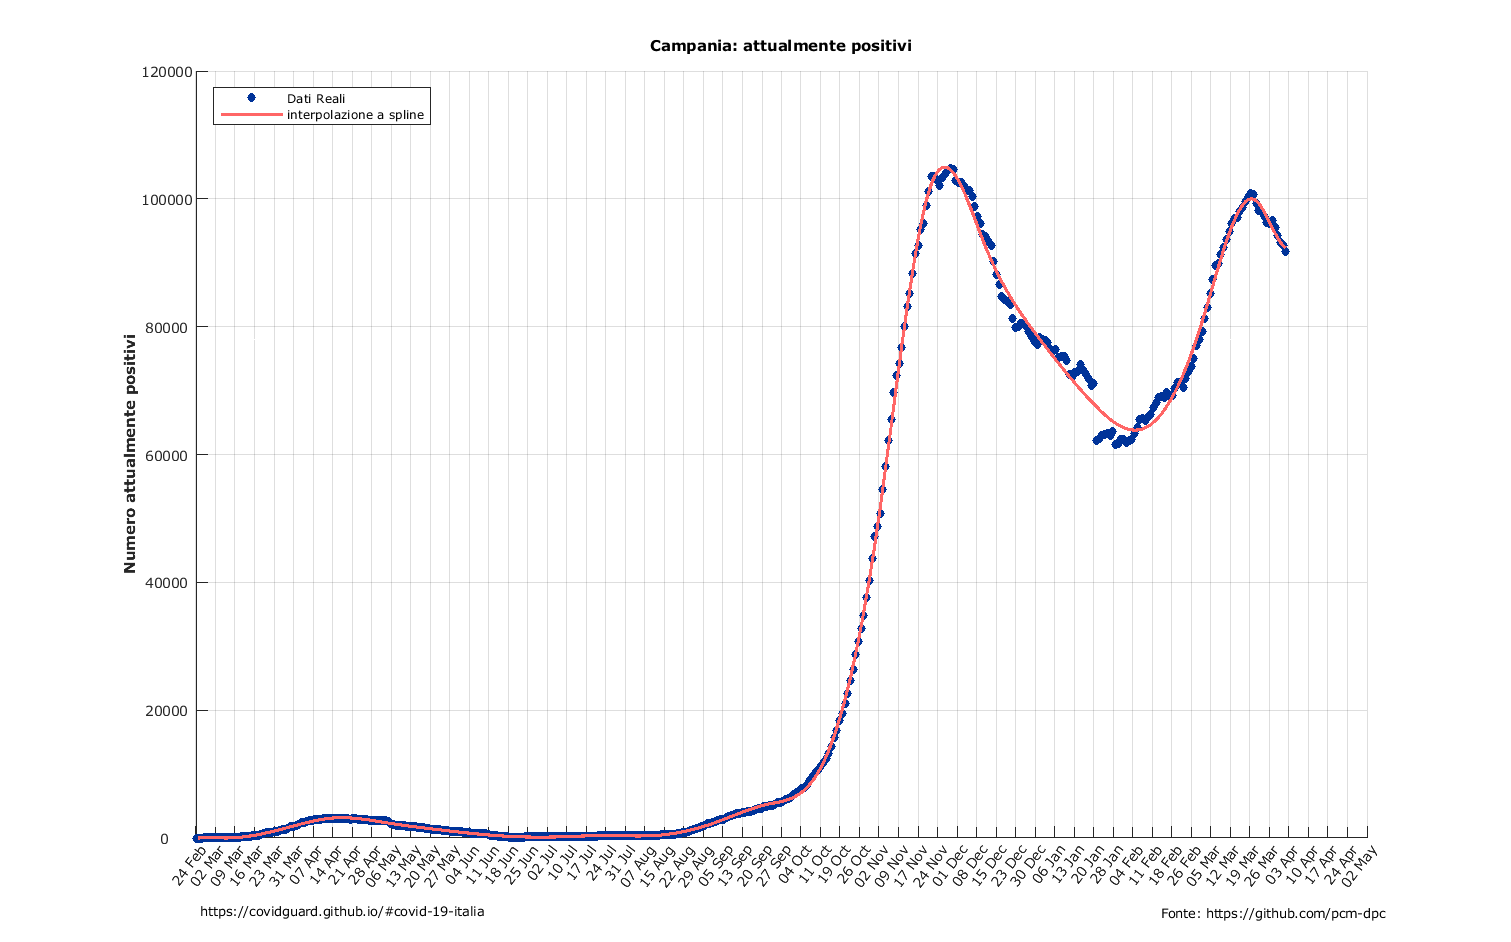 Campania: attualmente positivi
120000
100000
80000
60000
40000
20000
0
Dati Reali
interpolazione a spline
Numero attualmente positivi
24 Feb
02 Mar
09 Mar
16 Mar
23 Mar
31 Mar
07 Apr
14 Apr
21 Apr
28 Apr
06 May
13 May
20 May
27 May
04 Jun
11 Jun
18 Jun
25 Jun
02 Jul
10 Jul
17 Jul
24 Jul
31 Jul
07 Aug
15 Aug
22 Aug
29 Aug
05 Sep
13 Sep
20 Sep
27 Sep
04 Oct
11 Oct
19 Oct
26 Oct
02 Nov
09 Nov
17 Nov
24 Nov
01 Dec
08 Dec
15 Dec
23 Dec
30 Dec
06 Jan
13 Jan
20 Jan
28 Jan
04 Feb
11 Feb
18 Feb
26 Feb
05 Mar
12 Mar
19 Mar
26 Mar
03 Apr
10 Apr
17 Apr
24 Apr
02 May
https://covidguard.github.io/#covid-19-italia
Fonte: https://github.com/pcm-dpc